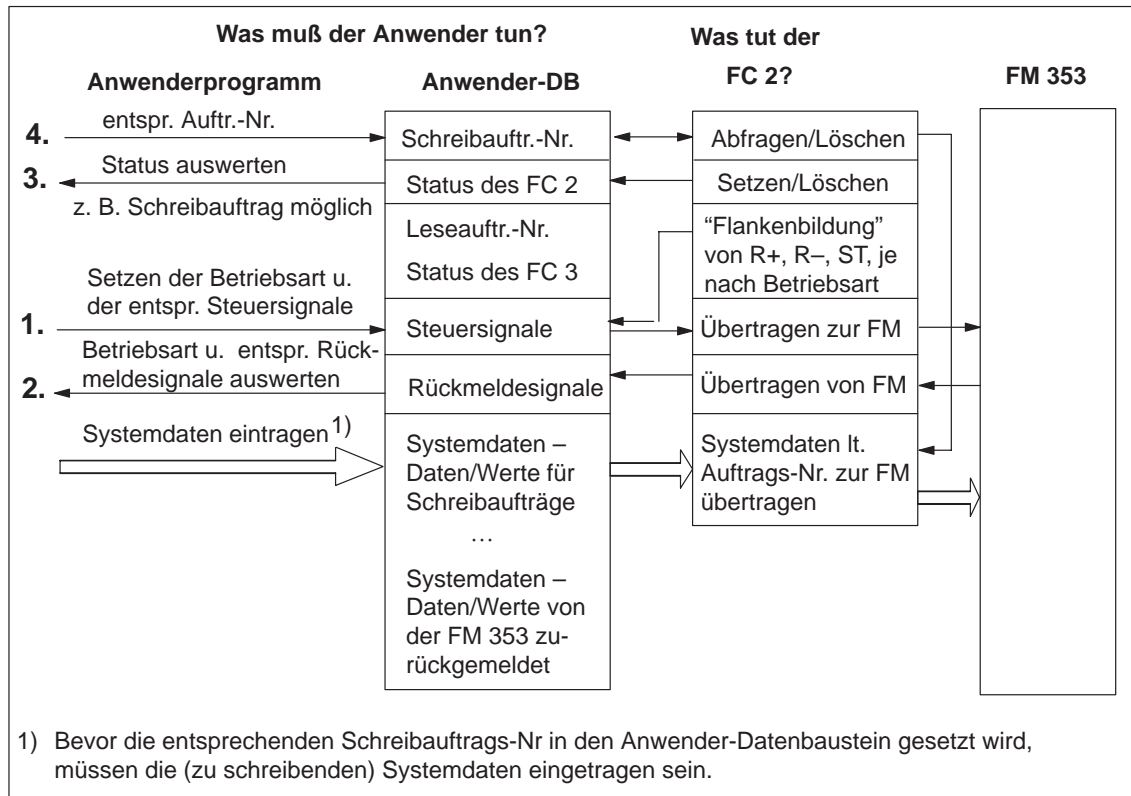 Was muß der Anwender tun?
Was tut der
FC 2?
Anwenderprogramm
Anwender-DB
FM 353
4.
entspr. Auftr.-Nr.
Schreibauftr.-Nr.
Abfragen/Löschen
3.
Status auswerten
z. B. Schreibauftrag möglich
Status des FC 2
Setzen/Löschen
Leseauftr.-Nr.
Status des FC 3
“Flankenbildung”
von R+, R–, ST, je
nach Betriebsart
Setzen der Betriebsart u.
der entspr. Steuersignale
1.
Steuersignale
Übertragen zur FM
Betriebsart u. entspr. Rück-
meldesignale auswerten
2.
Rückmeldesignale
Übertragen von FM
Systemdaten eintragen 1)
Systemdaten –
Daten/Werte für
Schreibaufträge
…
Systemdaten –
Daten/Werte von
der FM 353 zu-
rückgemeldet
Systemdaten lt.
Auftrags-Nr. zur FM
übertragen
1) Bevor die entsprechenden Schreibauftrags-Nr in den Anwender-Datenbaustein gesetzt wird,
müssen die (zu schreibenden) Systemdaten eingetragen sein.